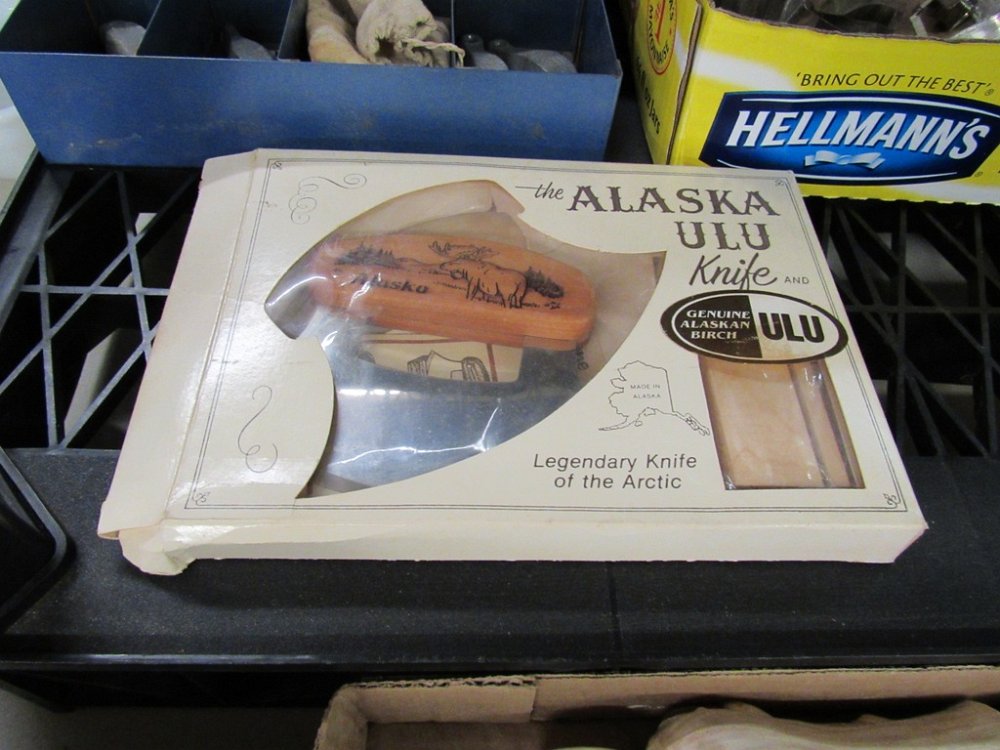 'BRING OUT THE BEST'®
HELLMANN'S
the ALASKA
ULU
Knife AND
GENUINE
ALASKAN
BIRCH
ULU
Alaska
MADE IN
ALASKA
Legendary Knife
of the Arctic